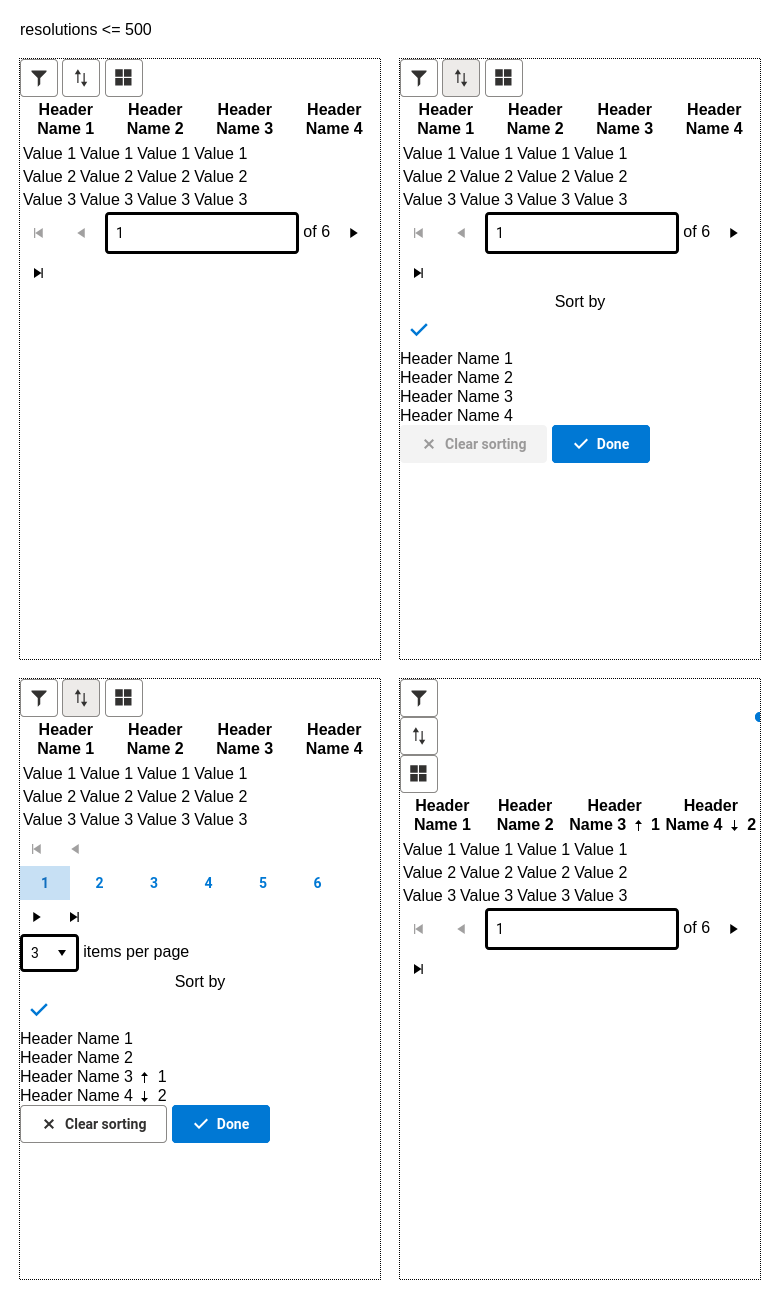 resolutions <= 500
Header Name 1 Header Name 2 Header Name 3 Header Name 4
Value 1 Value 1 Value 1 Value 1
Value 2 Value 2 Value 2 Value 2
Value 3 Value 3 Value 3 Value 3
1 of 6
Header Name 1 Header Name 2 Header Name 3 Header Name 4
Value 1 Value 1 Value 1 Value 1
Value 2 Value 2 Value 2 Value 2
Value 3 Value 3 Value 3 Value 3
1 of 6
Sort by
Header Name 1
Header Name 2
Header Name 3
Header Name 4
Clear sorting Done
Header Name 1 Header Name 2 Header Name 3 Header Name 4
Value 1 Value 1 Value 1 Value 1
Value 2 Value 2 Value 2 Value 2
Value 3 Value 3 Value 3 Value 3
1 2 3 4 5 6
3 items per page
Sort by
Header Name 1
Header Name 2
Header Name 3 ↑ 1
Header Name 4 ↓ 2
Clear sorting Done
Header Name 1 Header Name 2 Header Name 3 ↑ 1 Header Name 4 ↓ 2
Value 1 Value 1 Value 1 Value 1
Value 2 Value 2 Value 2 Value 2
Value 3 Value 3 Value 3 Value 3
1 of 6